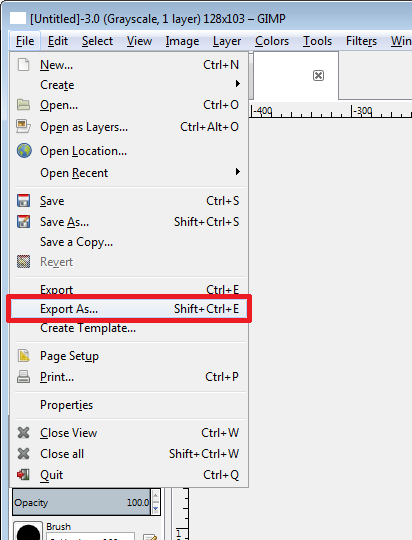 [Untitled]-3.0 (Grayscale, 1 layer) 128x103 – GIMP
File Edit Select View Image Layer Colors Tools Filters Win
New... Ctrl+N
Create
Open... Ctrl+O
Open as Layers... Ctrl+Alt+O
Open Location...
Open Recent
Save Ctrl+S
Save As... Shift+Ctrl+S
Save a Copy...
Revert
Export Ctrl+E
Export As... Shift+Ctrl+E
Create Template...
Page Setup
Print... Ctrl+P
Properties
Close View Ctrl+W
Close all Shift+Ctrl+W
Quit Ctrl+Q
-400 -300
Opacity 100.0
Brush